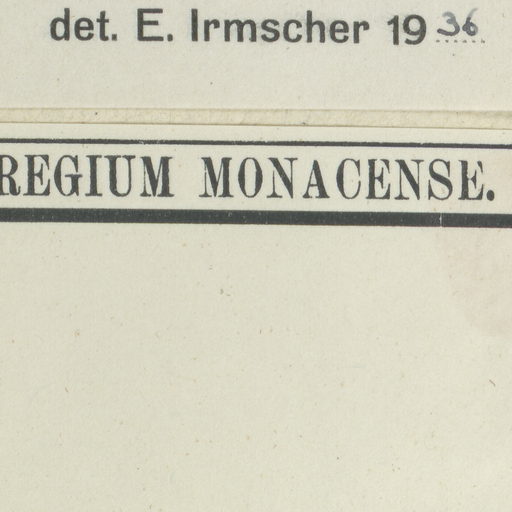 det. E. Irmscher 1936
REGIUM MONACENSE.